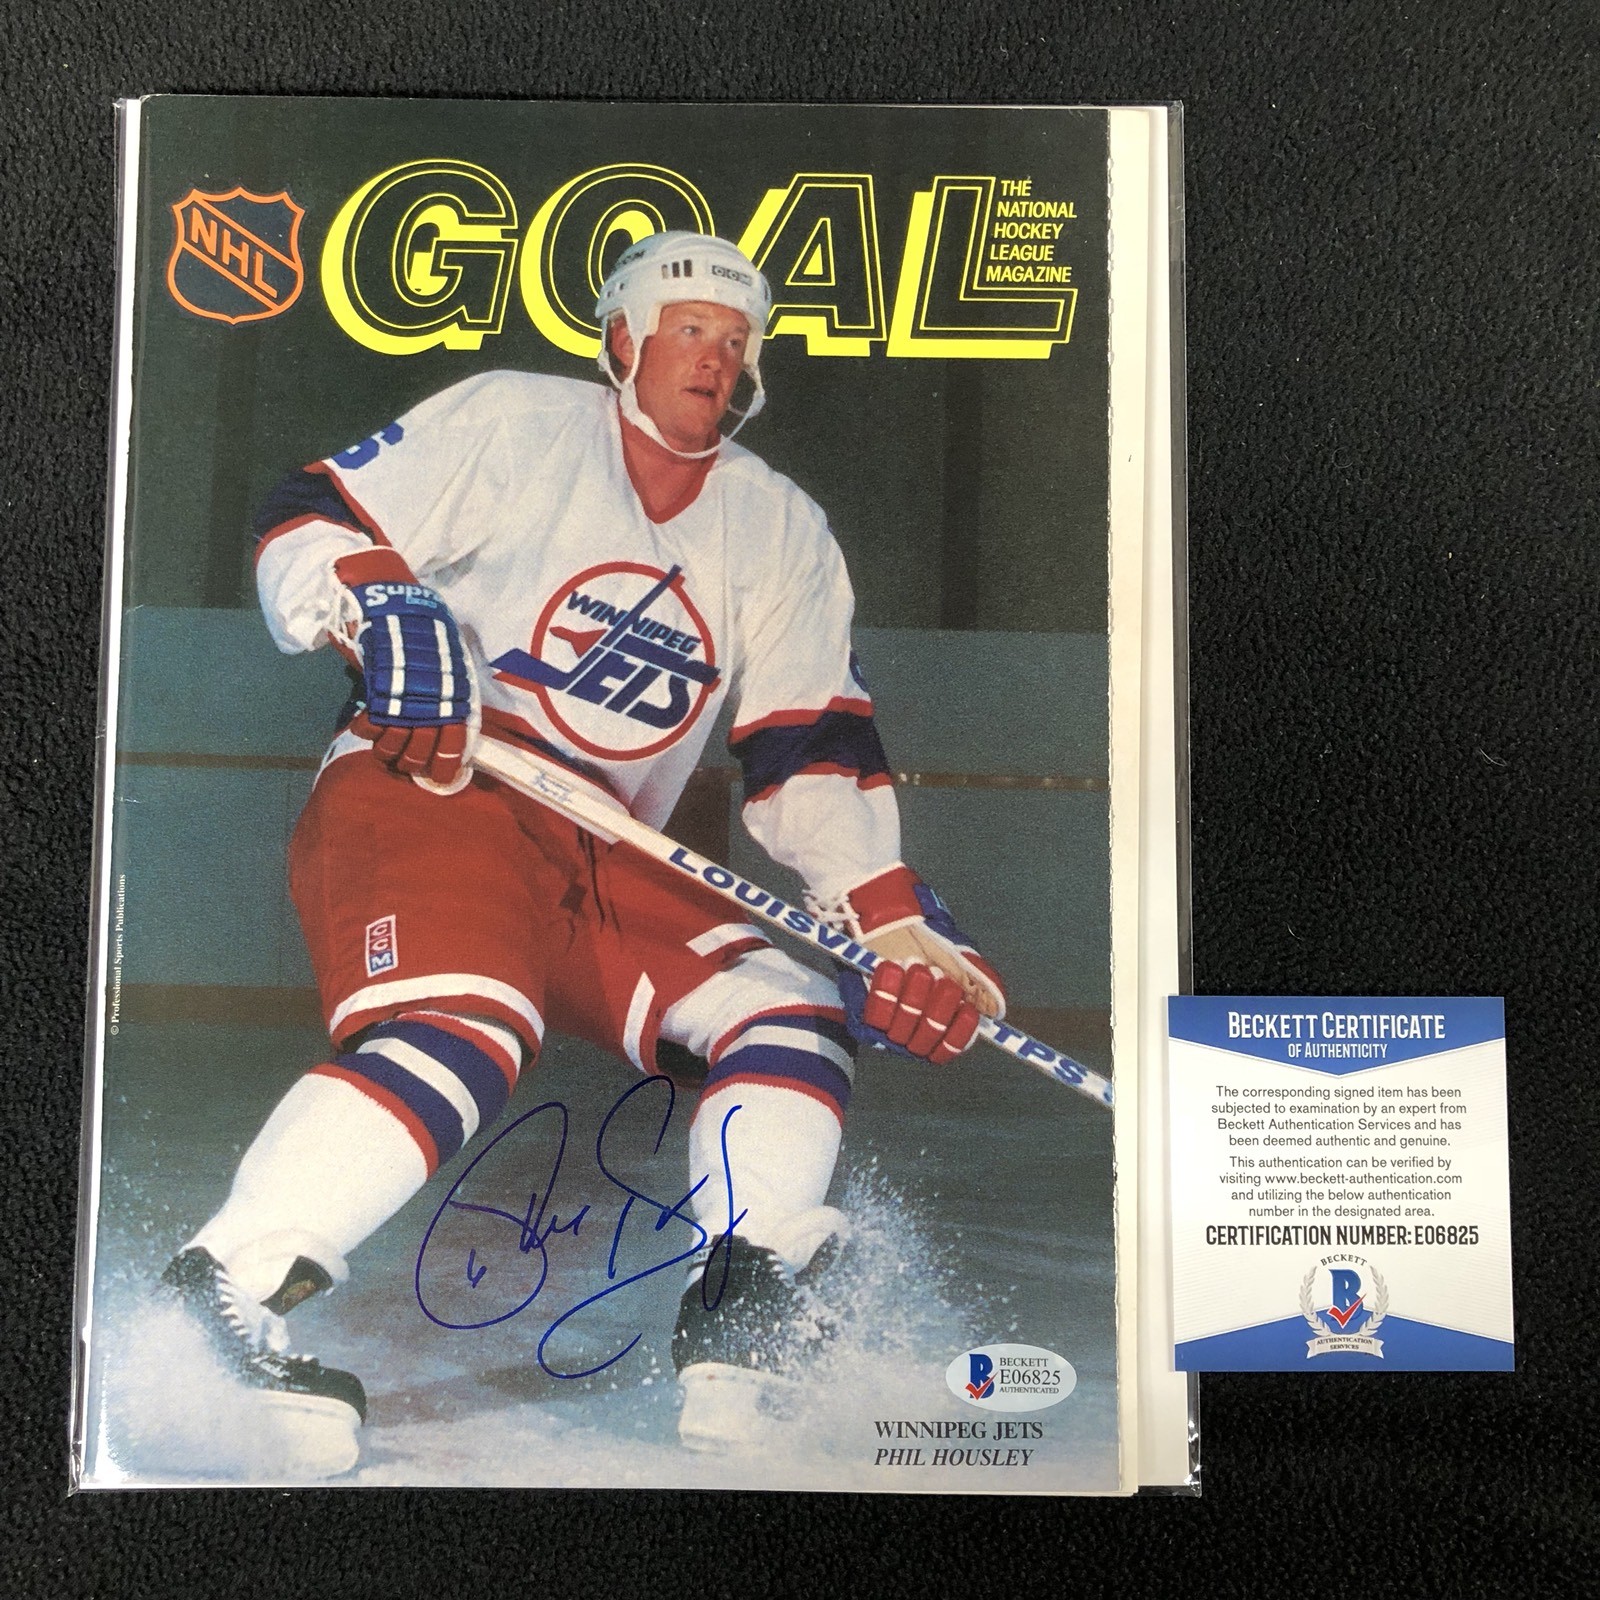 NHL
GOAL
THE
NATIONAL
HOCKEY
LEAGUE
MAGAZINE
CCM
6
Supra
WINNIPEG
JETS
LOUISVIL
TPS
CCM
© Professional Sports Publications
6
BECKETT
E06825
AUTHENTICATED
WINNIPEG JETS
PHIL HOUSLEY
BECKETT CERTIFICATE
OF AUTHENTICITY
The corresponding signed item has been
subjected to examination by an expert from
Beckett Authentication Services and has
been deemed authentic and genuine.
This authentication can be verified by
visiting www.beckett-authentication.com
and utilizing the below authentication
number in the designated area.
CERTIFICATION NUMBER: E06825
BECKETT
B
AUTHENTICATION
SERVICES